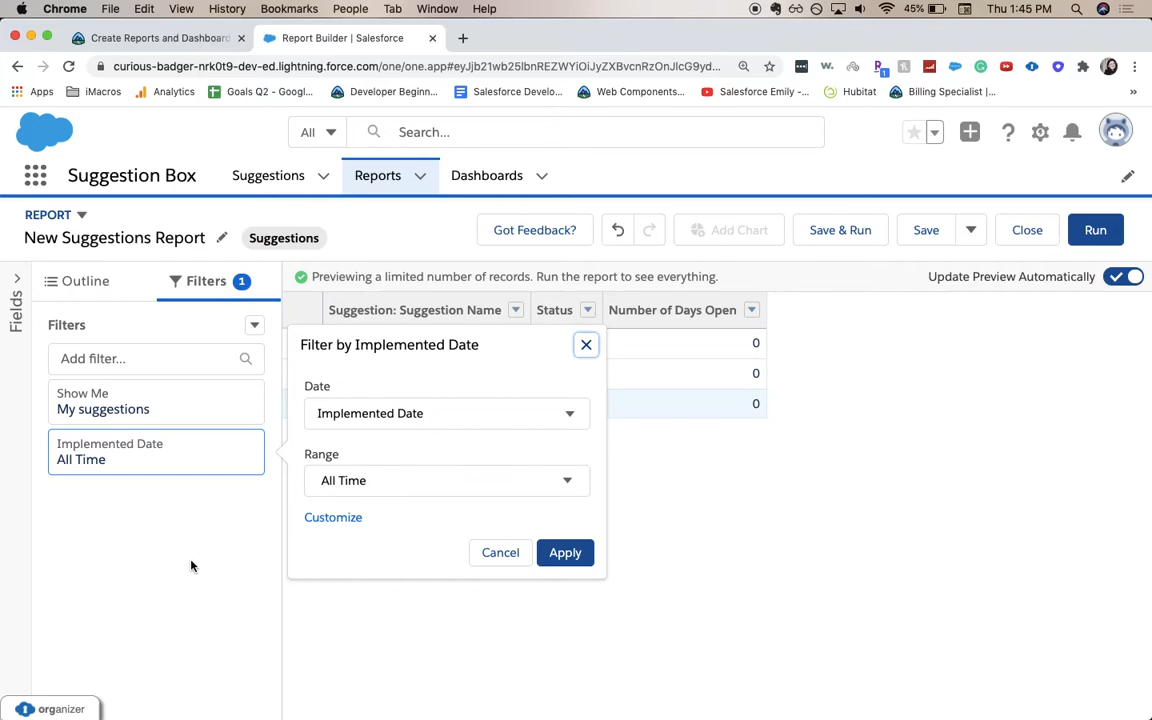 Chrome File Edit View History Bookmarks People Tab Window Help 45% Thu 1:45 PM
Create Reports and Dashboard Report Builder | Salesforce
curious-badger-nrk0t9-dev-ed.lightning.force.com/one/one.app#eyJjb21wb25lbnREZWYiOiJyZXBvcnRzOnJlcG9yd...
Apps iMacros Analytics Goals Q2 - Googl... Developer Beginn... Salesforce Develo... Web Components... Salesforce Emily -... Hubitat Billing Specialist |... »
All Search...
Suggestion Box Suggestions Reports Dashboards
REPORT
New Suggestions Report Suggestions
Got Feedback? Add Chart Save & Run Save Close Run
Fields
Outline Filters 1
Previewing a limited number of records. Run the report to see everything. Update Preview Automatically
Suggestion: Suggestion Name Status Number of Days Open
0
0
0
Filters
Add filter...
Show Me
My suggestions
Implemented Date
All Time
Filter by Implemented Date
Date
Implemented Date
Range
All Time
Customize
Cancel Apply
organizer